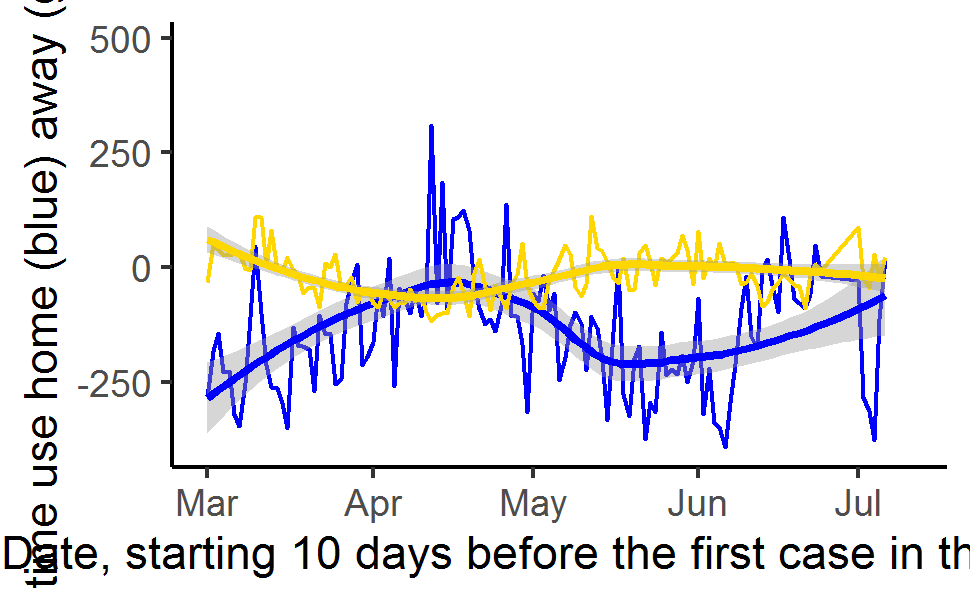 time use home (blue) away (
500
250
0
-250
Mar Apr May Jun Jul
Date, starting 10 days before the first case in th